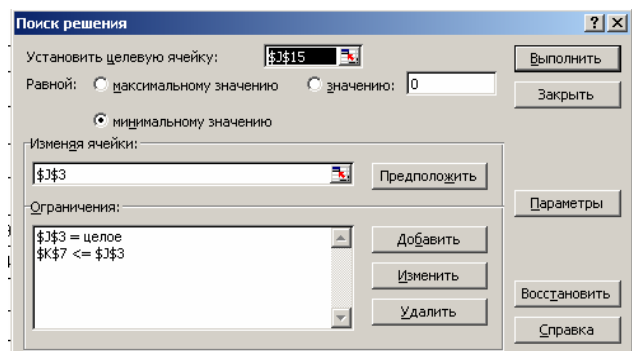 Поиск решения
Установить целевую ячейку: $J$15 Выполнить
Равной: максимальному значению значению: 0 Закрыть
минимальному значению
Изменяя ячейки:
$J$3 Предположить
Ограничения: Параметры
$J$3 = целое Добавить
$K$7 <= $J$3
Изменить
Восстановить
Удалить
Справка